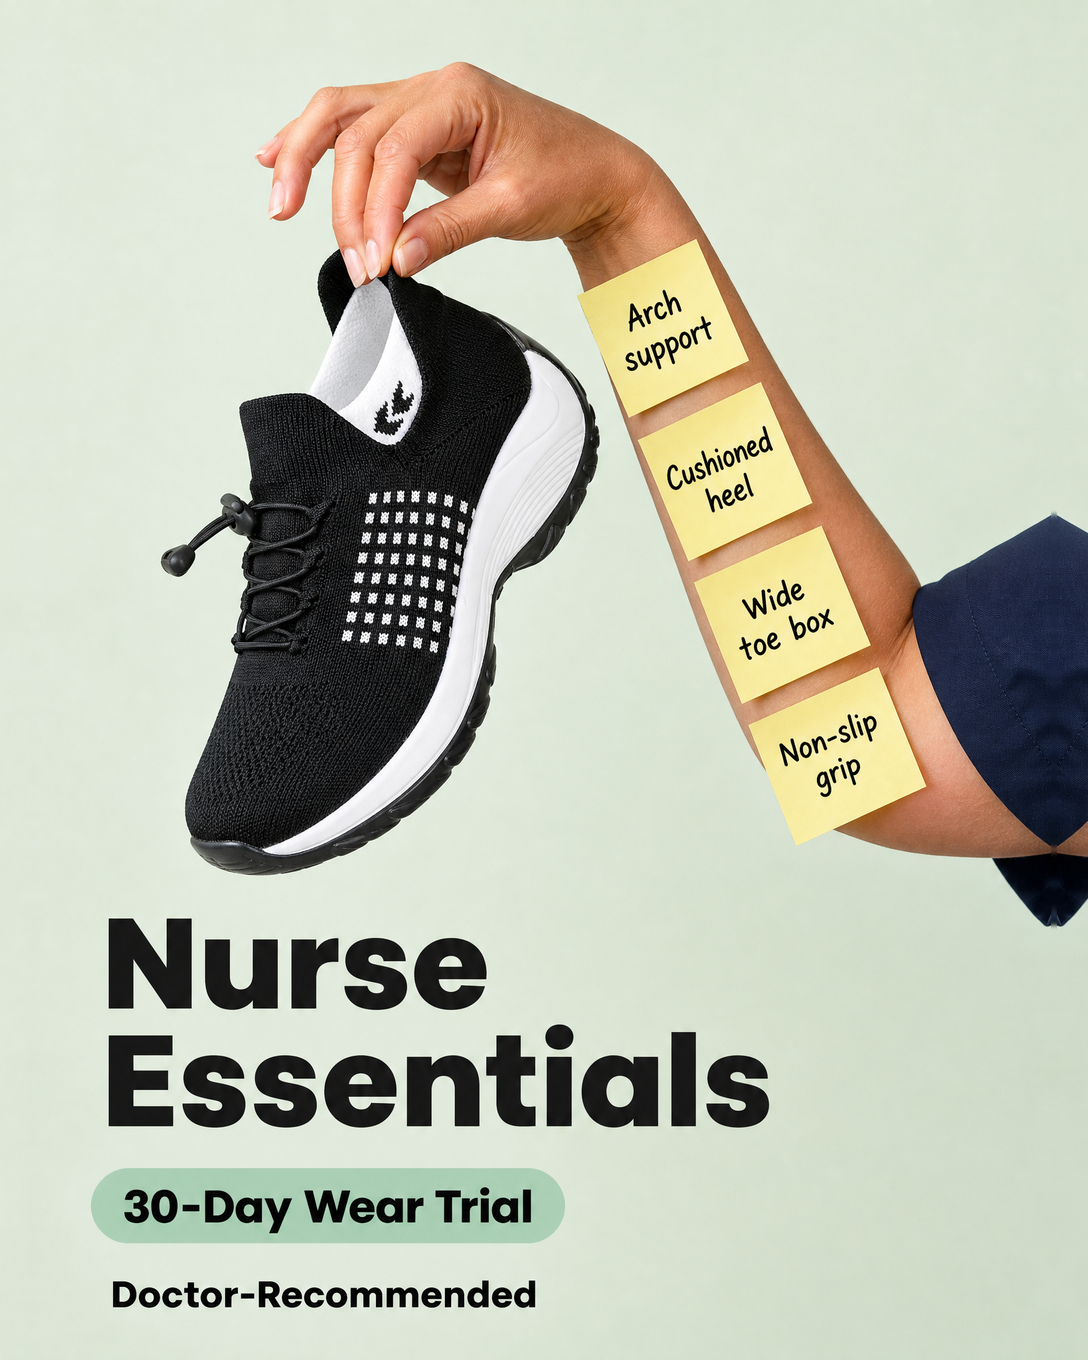 Arch
support
Cushioned
heel
Wide
toe box
Non-slip
grip
Nurse
Essentials
30-Day Wear Trial
Doctor-Recommended